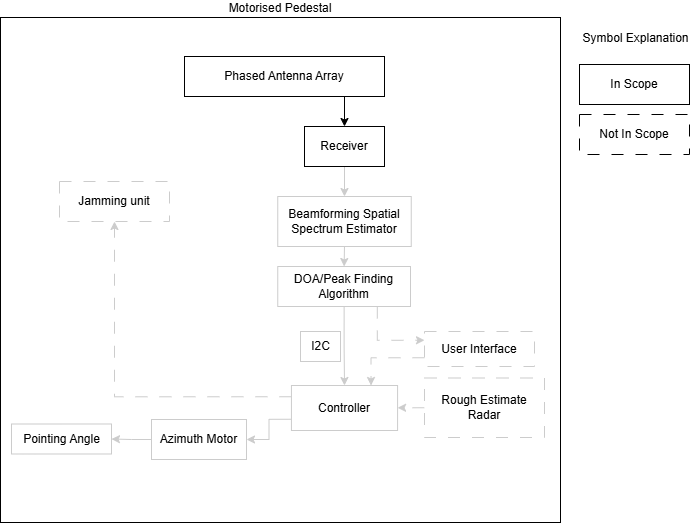 Motorised Pedestal
Symbol Explanation
Phased Antenna Array
In Scope
Not In Scope
Receiver
Jamming unit
Beamforming Spatial
Spectrum Estimator
DOA/Peak Finding
Algorithm
I2C
User Interface
Controller
Rough Estimate
Radar
Pointing Angle
Azimuth Motor